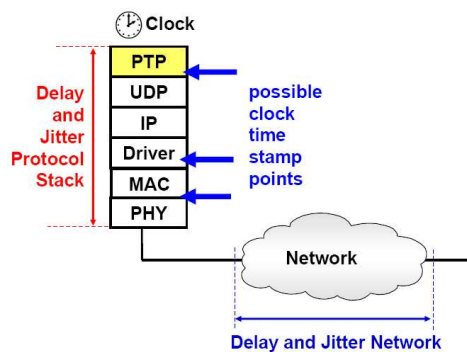 Clock
PTP
UDP
IP
Driver
MAC
PHY
Delay
and
Jitter
Protocol
Stack
possible
clock
time
stamp
points
Network
Delay and Jitter Network